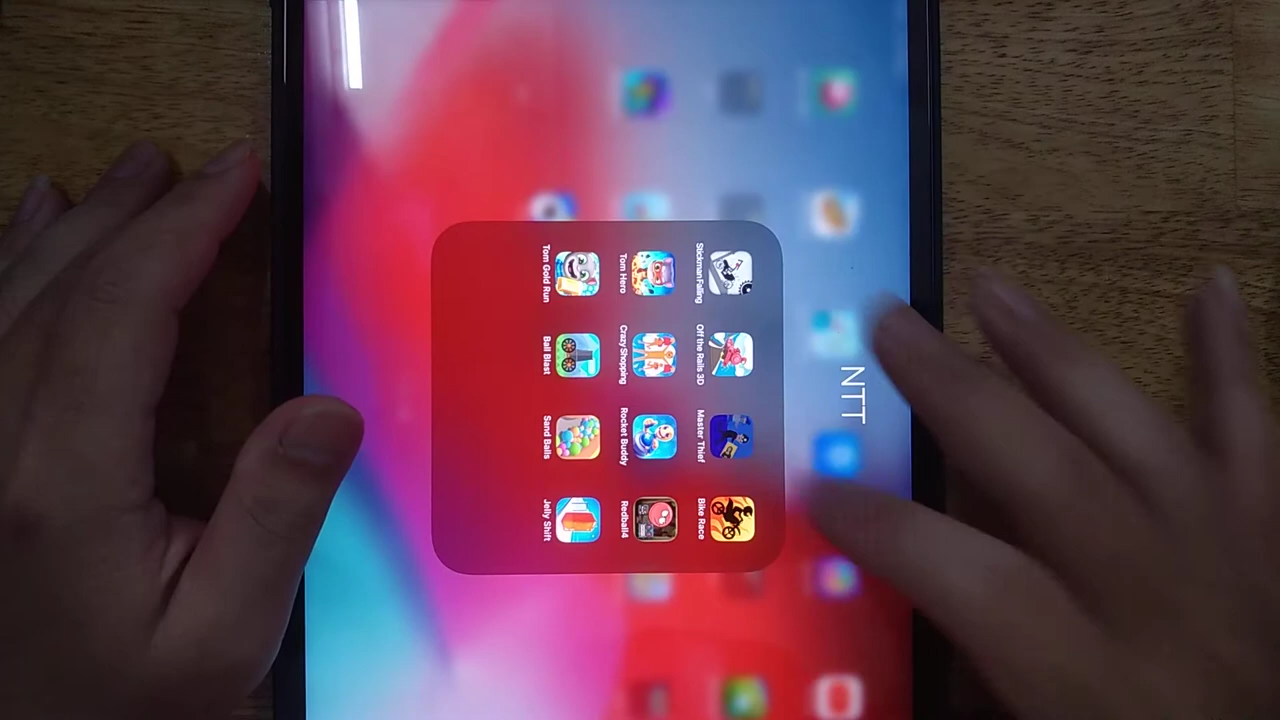 NTT
Stickman Falling
Off the Rails 3D
Master Thief
Bike Race
Tom Hero
Crazy Shopping
Rocket Buddy
Redball4
Tom Gold Run
Ball Blast
Sand Balls
Jelly Shift